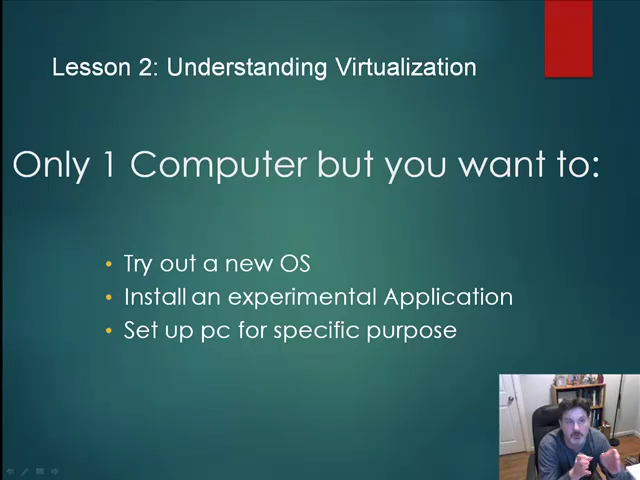 Lesson 2: Understanding Virtualization
Only 1 Computer but you want to:
• Try out a new OS
• Install an experimental Application
• Set up pc for specific purpose